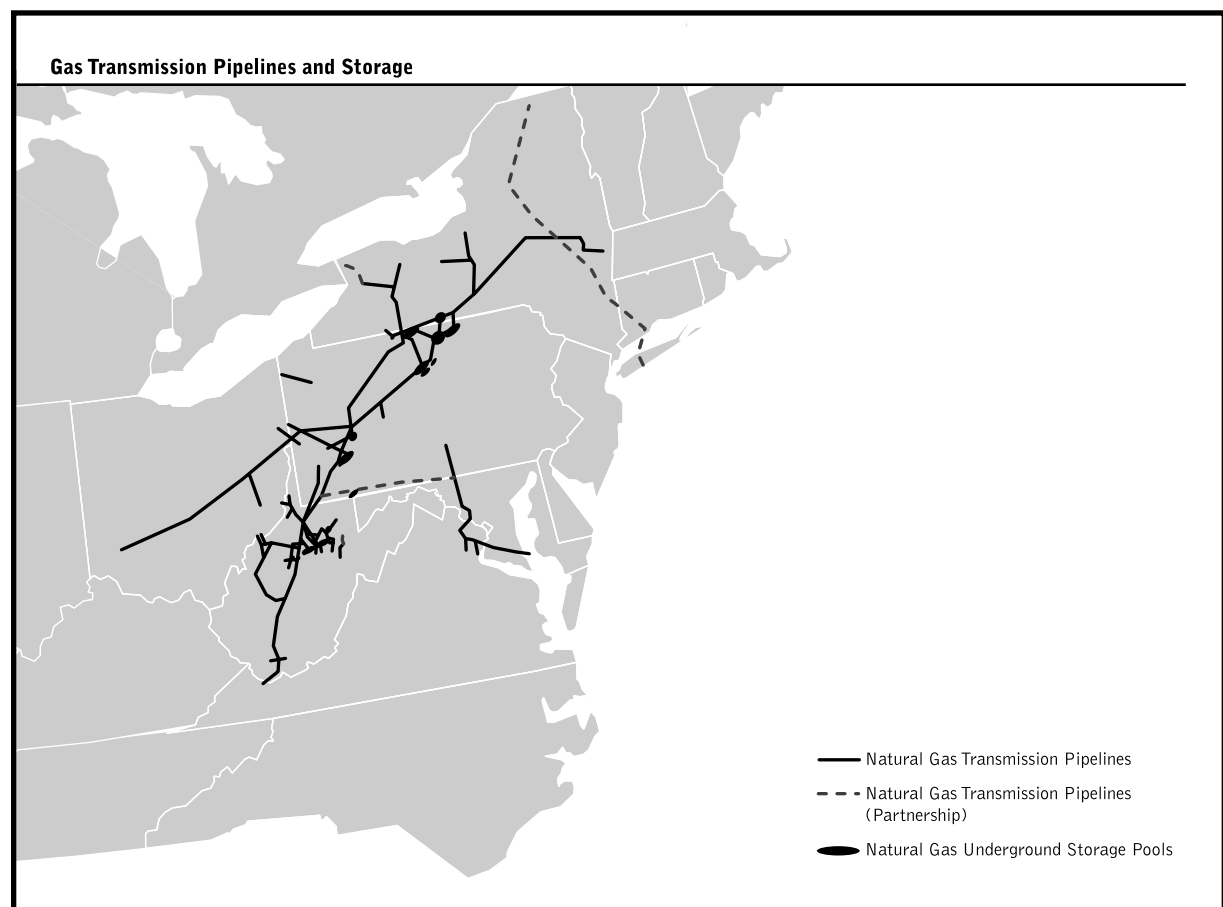 Gas Transmission Pipelines and Storage
Natural Gas Transmission Pipelines
Natural Gas Transmission Pipelines
(Partnership)
Natural Gas Underground Storage Pools